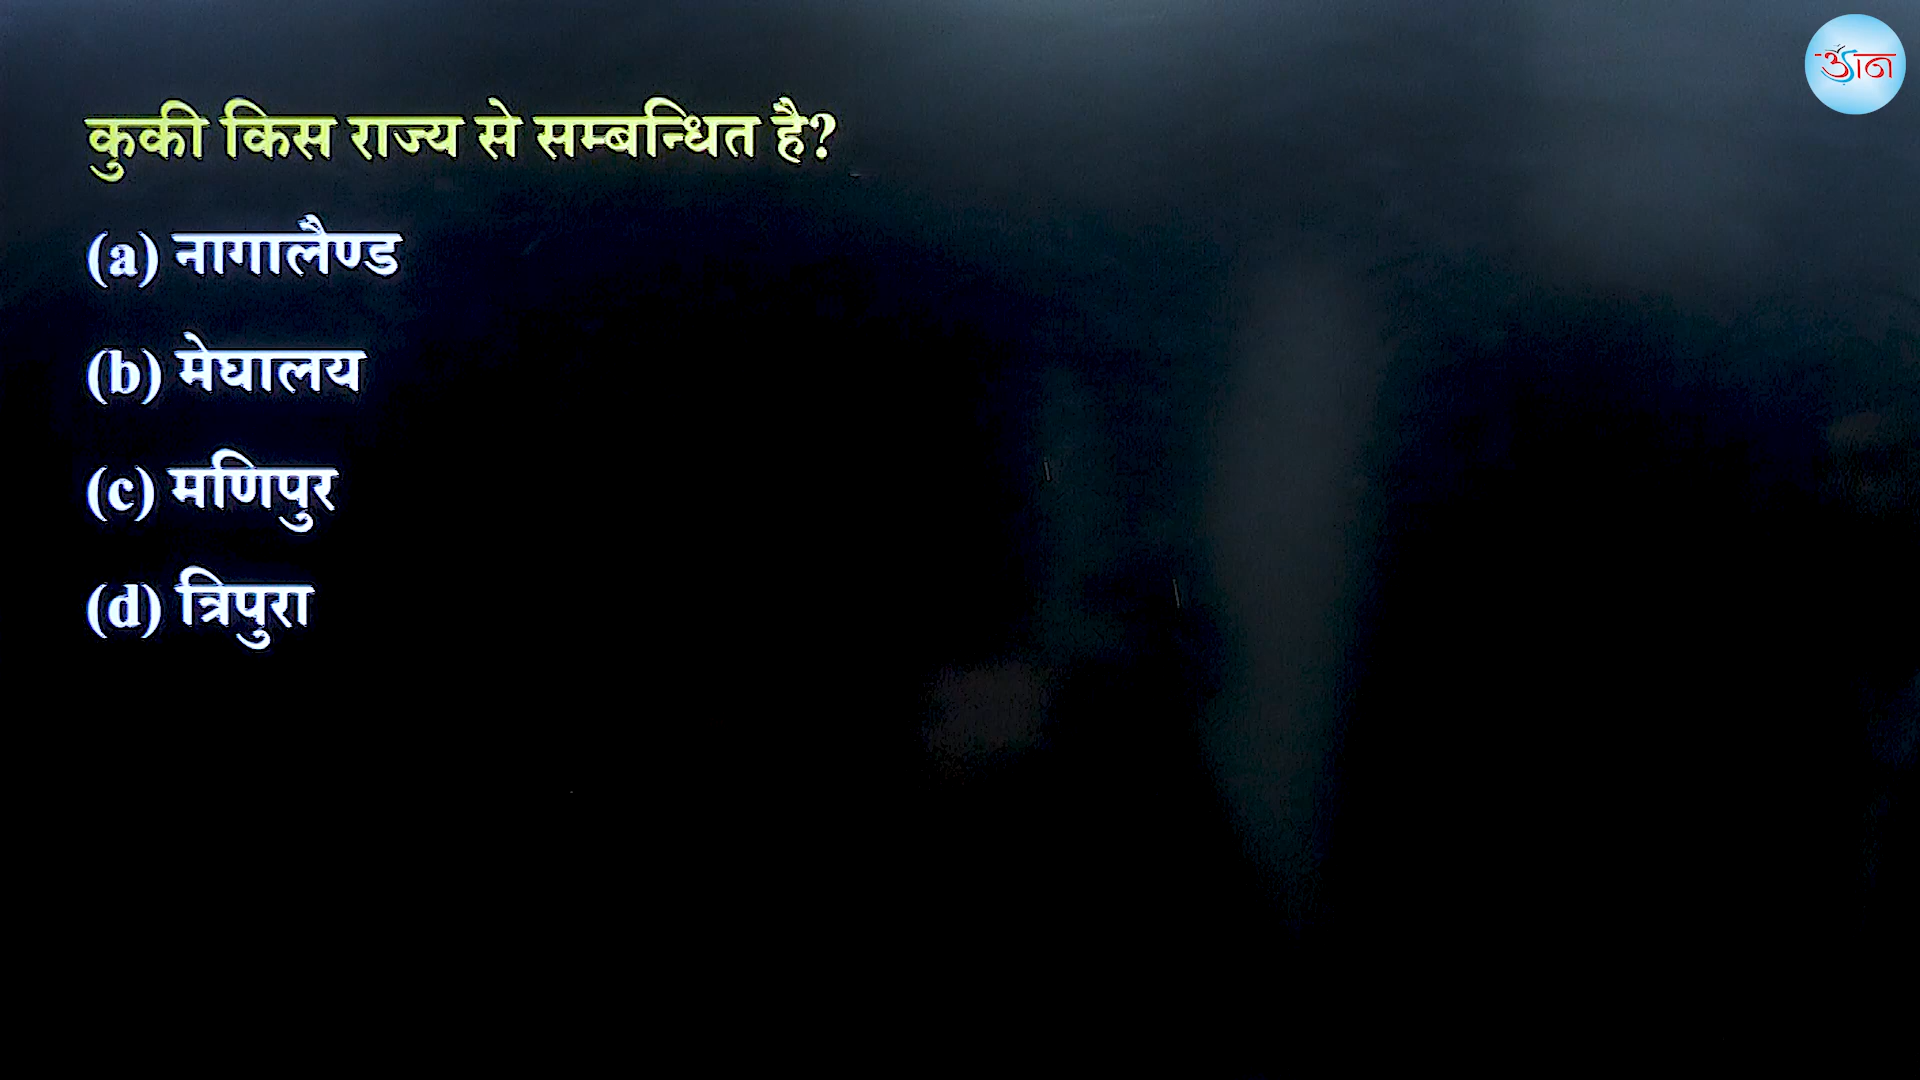 कुकी किस राज्य से सम्बन्धित है?
(a) नागालैण्ड
(b) मेघालय
(c) मणिपुर
(d) त्रिपुरा